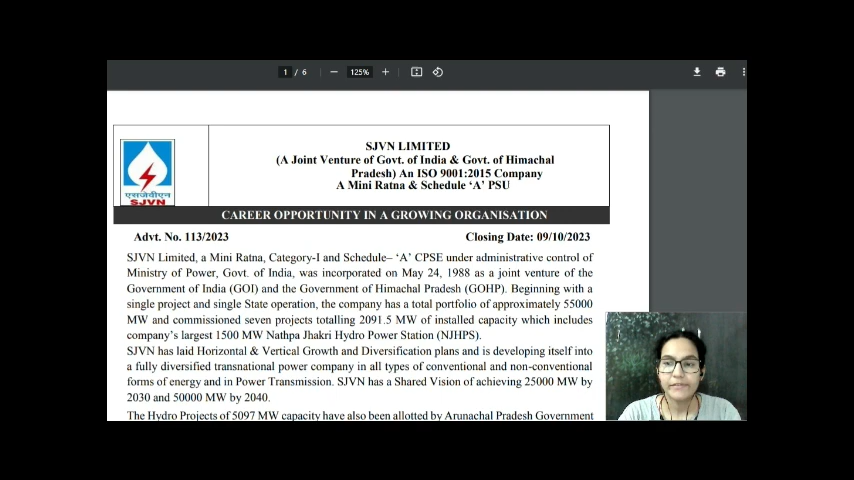 1 / 6
125%
SJVN LIMITED
(A Joint Venture of Govt. of India & Govt. of Himachal
Pradesh) An ISO 9001:2015 Company
A Mini Ratna & Schedule ‘A’ PSU
एसजेवीएन
SJVN
CAREER OPPORTUNITY IN A GROWING ORGANISATION
Advt. No. 113/2023 Closing Date: 09/10/2023
SJVN Limited, a Mini Ratna, Category-I and Schedule– ‘A’ CPSE under administrative control of
Ministry of Power, Govt. of India, was incorporated on May 24, 1988 as a joint venture of the
Government of India (GOI) and the Government of Himachal Pradesh (GOHP). Beginning with a
single project and single State operation, the company has a total portfolio of approximately 55000
MW and commissioned seven projects totalling 2091.5 MW of installed capacity which includes
company’s largest 1500 MW Nathpa Jhakri Hydro Power Station (NJHPS).
SJVN has laid Horizontal & Vertical Growth and Diversification plans and is developing itself into
a fully diversified transnational power company in all types of conventional and non-conventional
forms of energy and in Power Transmission. SJVN has a Shared Vision of achieving 25000 MW by
2030 and 50000 MW by 2040.
The Hydro Projects of 5097 MW capacity have also been allotted by Arunachal Pradesh Government